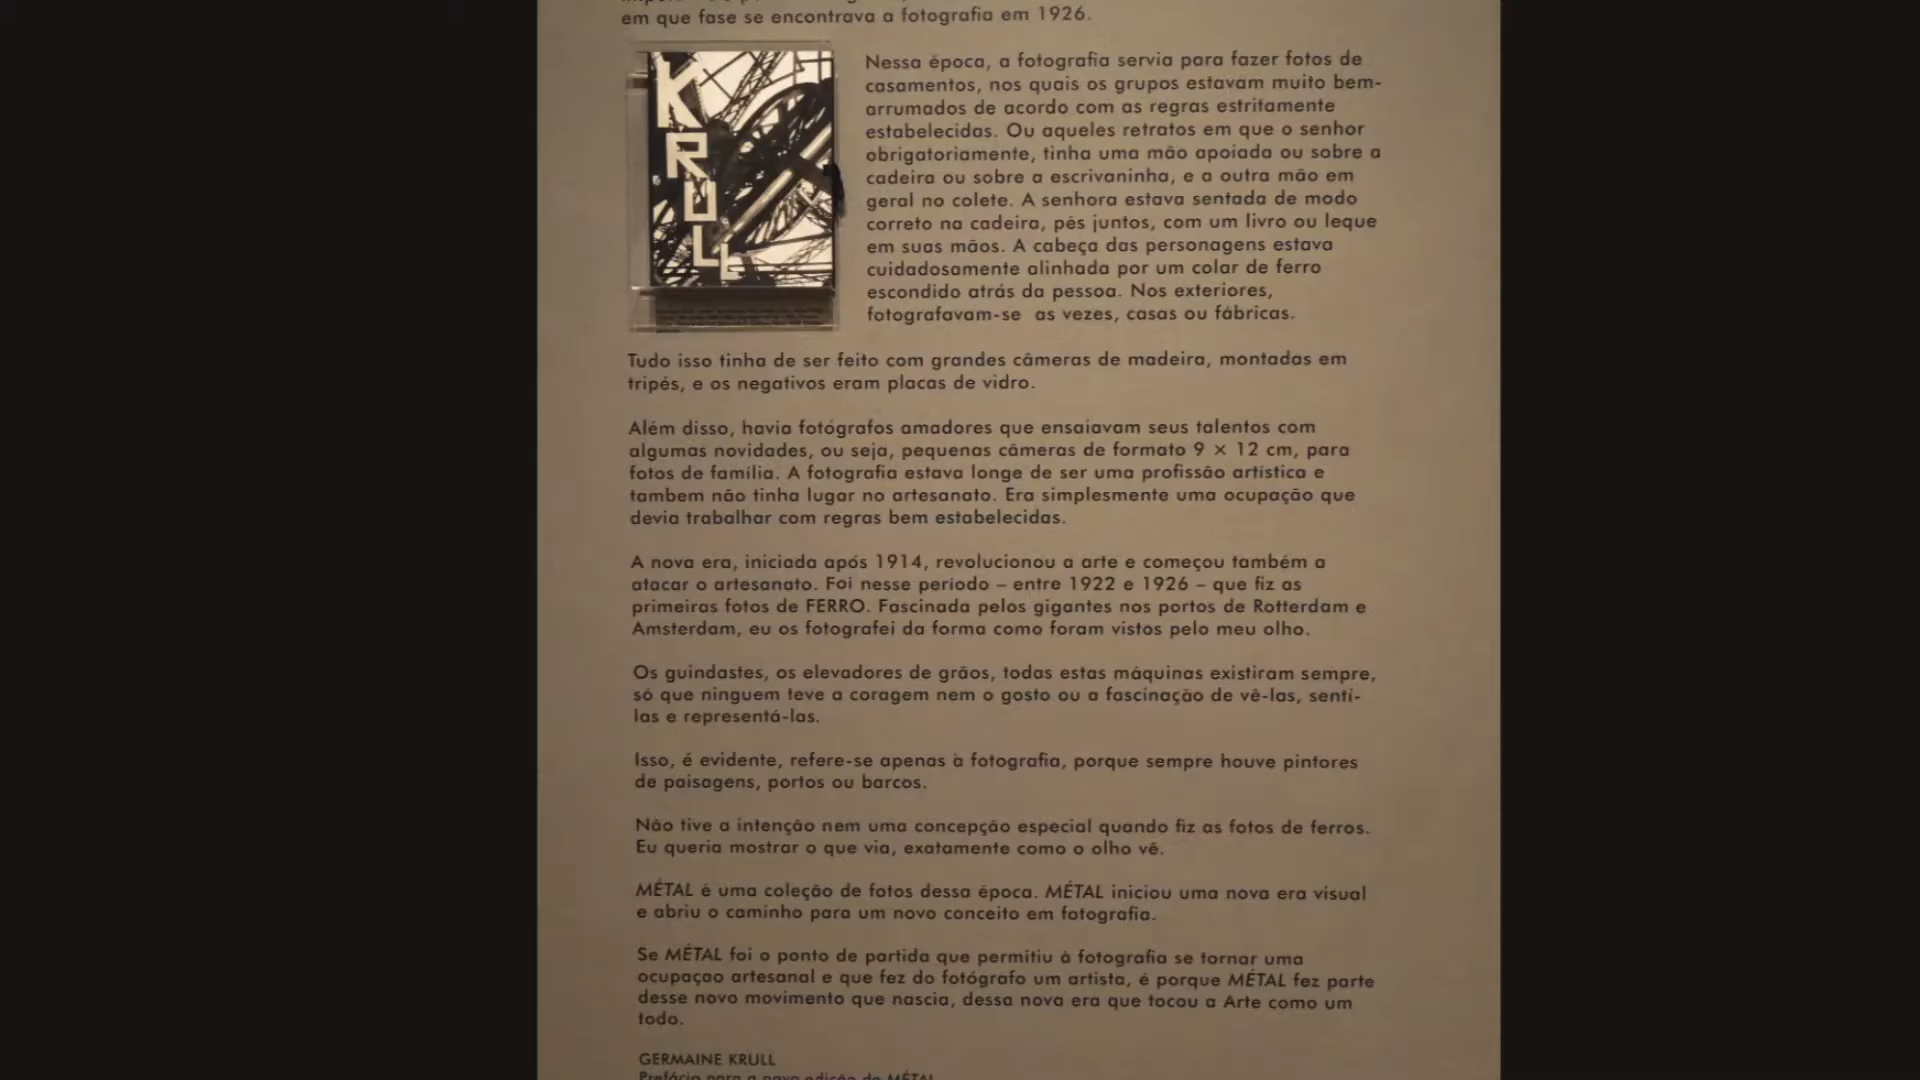 em que fase se encontrava a fotografia em 1926.
KRULL
Nessa época, a fotografia servia para fazer fotos de
casamentos, nos quais os grupos estavam muito bem-
arrumados de acordo com as regras estritamente
estabelecidas. Ou aqueles retratos em que o senhor
obrigatoriamente, tinha uma mão apoiada ou sobre a
cadeira ou sobre a escrivaninha, e a outra mão em
geral no colete. A senhora estava sentada de modo
correto na cadeira, pés juntos, com um livro ou leque
em suas mãos. A cabeça das personagens estava
cuidadosamente alinhada por um colar de ferro
escondido atrás da pessoa. Nos exteriores,
fotografavam-se as vezes, casas ou fábricas.
Tudo isso tinha de ser feito com grandes câmeras de madeira, montadas em
tripés, e os negativos eram placas de vidro.
Além disso, havia fotógrafos amadores que ensaiavam seus talentos com
algumas novidades, ou seja, pequenas câmeras de formato 9 × 12 cm, para
fotos de família. A fotografia estava longe de ser uma profissão artística e
tambem não tinha lugar no artesanato. Era simplesmente uma ocupação que
devia trabalhar com regras bem estabelecidas.
A nova era, iniciada após 1914, revolucionou a arte e começou também a
atacar o artesanato. Foi nesse período – entre 1922 e 1926 – que fiz as
primeiras fotos de FERRO. Fascinada pelos gigantes nos portos de Rotterdam e
Amsterdam, eu os fotografei da forma como foram vistos pelo meu olho.
Os guindastes, os elevadores de grãos, todas estas máquinas existiram sempre,
só que ninguem teve a coragem nem o gosto ou a fascinação de vê-las, sentí-
las e representá-las.
Isso, é evidente, refere-se apenas à fotografia, porque sempre houve pintores
de paisagens, portos ou barcos.
Não tive a intenção nem uma concepção especial quando fiz as fotos de ferros.
Eu queria mostrar o que via, exatamente como o olho vê.
MÉTAL é uma coleção de fotos dessa época. MÉTAL iniciou uma nova era visual
e abriu o caminho para um novo conceito em fotografia.
Se MÉTAL foi o ponto de partida que permitiu à fotografia se tornar uma
ocupaçao artesanal e que fez do fotógrafo um artista, é porque MÉTAL fez parte
desse novo movimento que nascia, dessa nova era que tocou a Arte como um
todo.
GERMAINE KRULL
Prefácio para a nova edição de MÉTAL